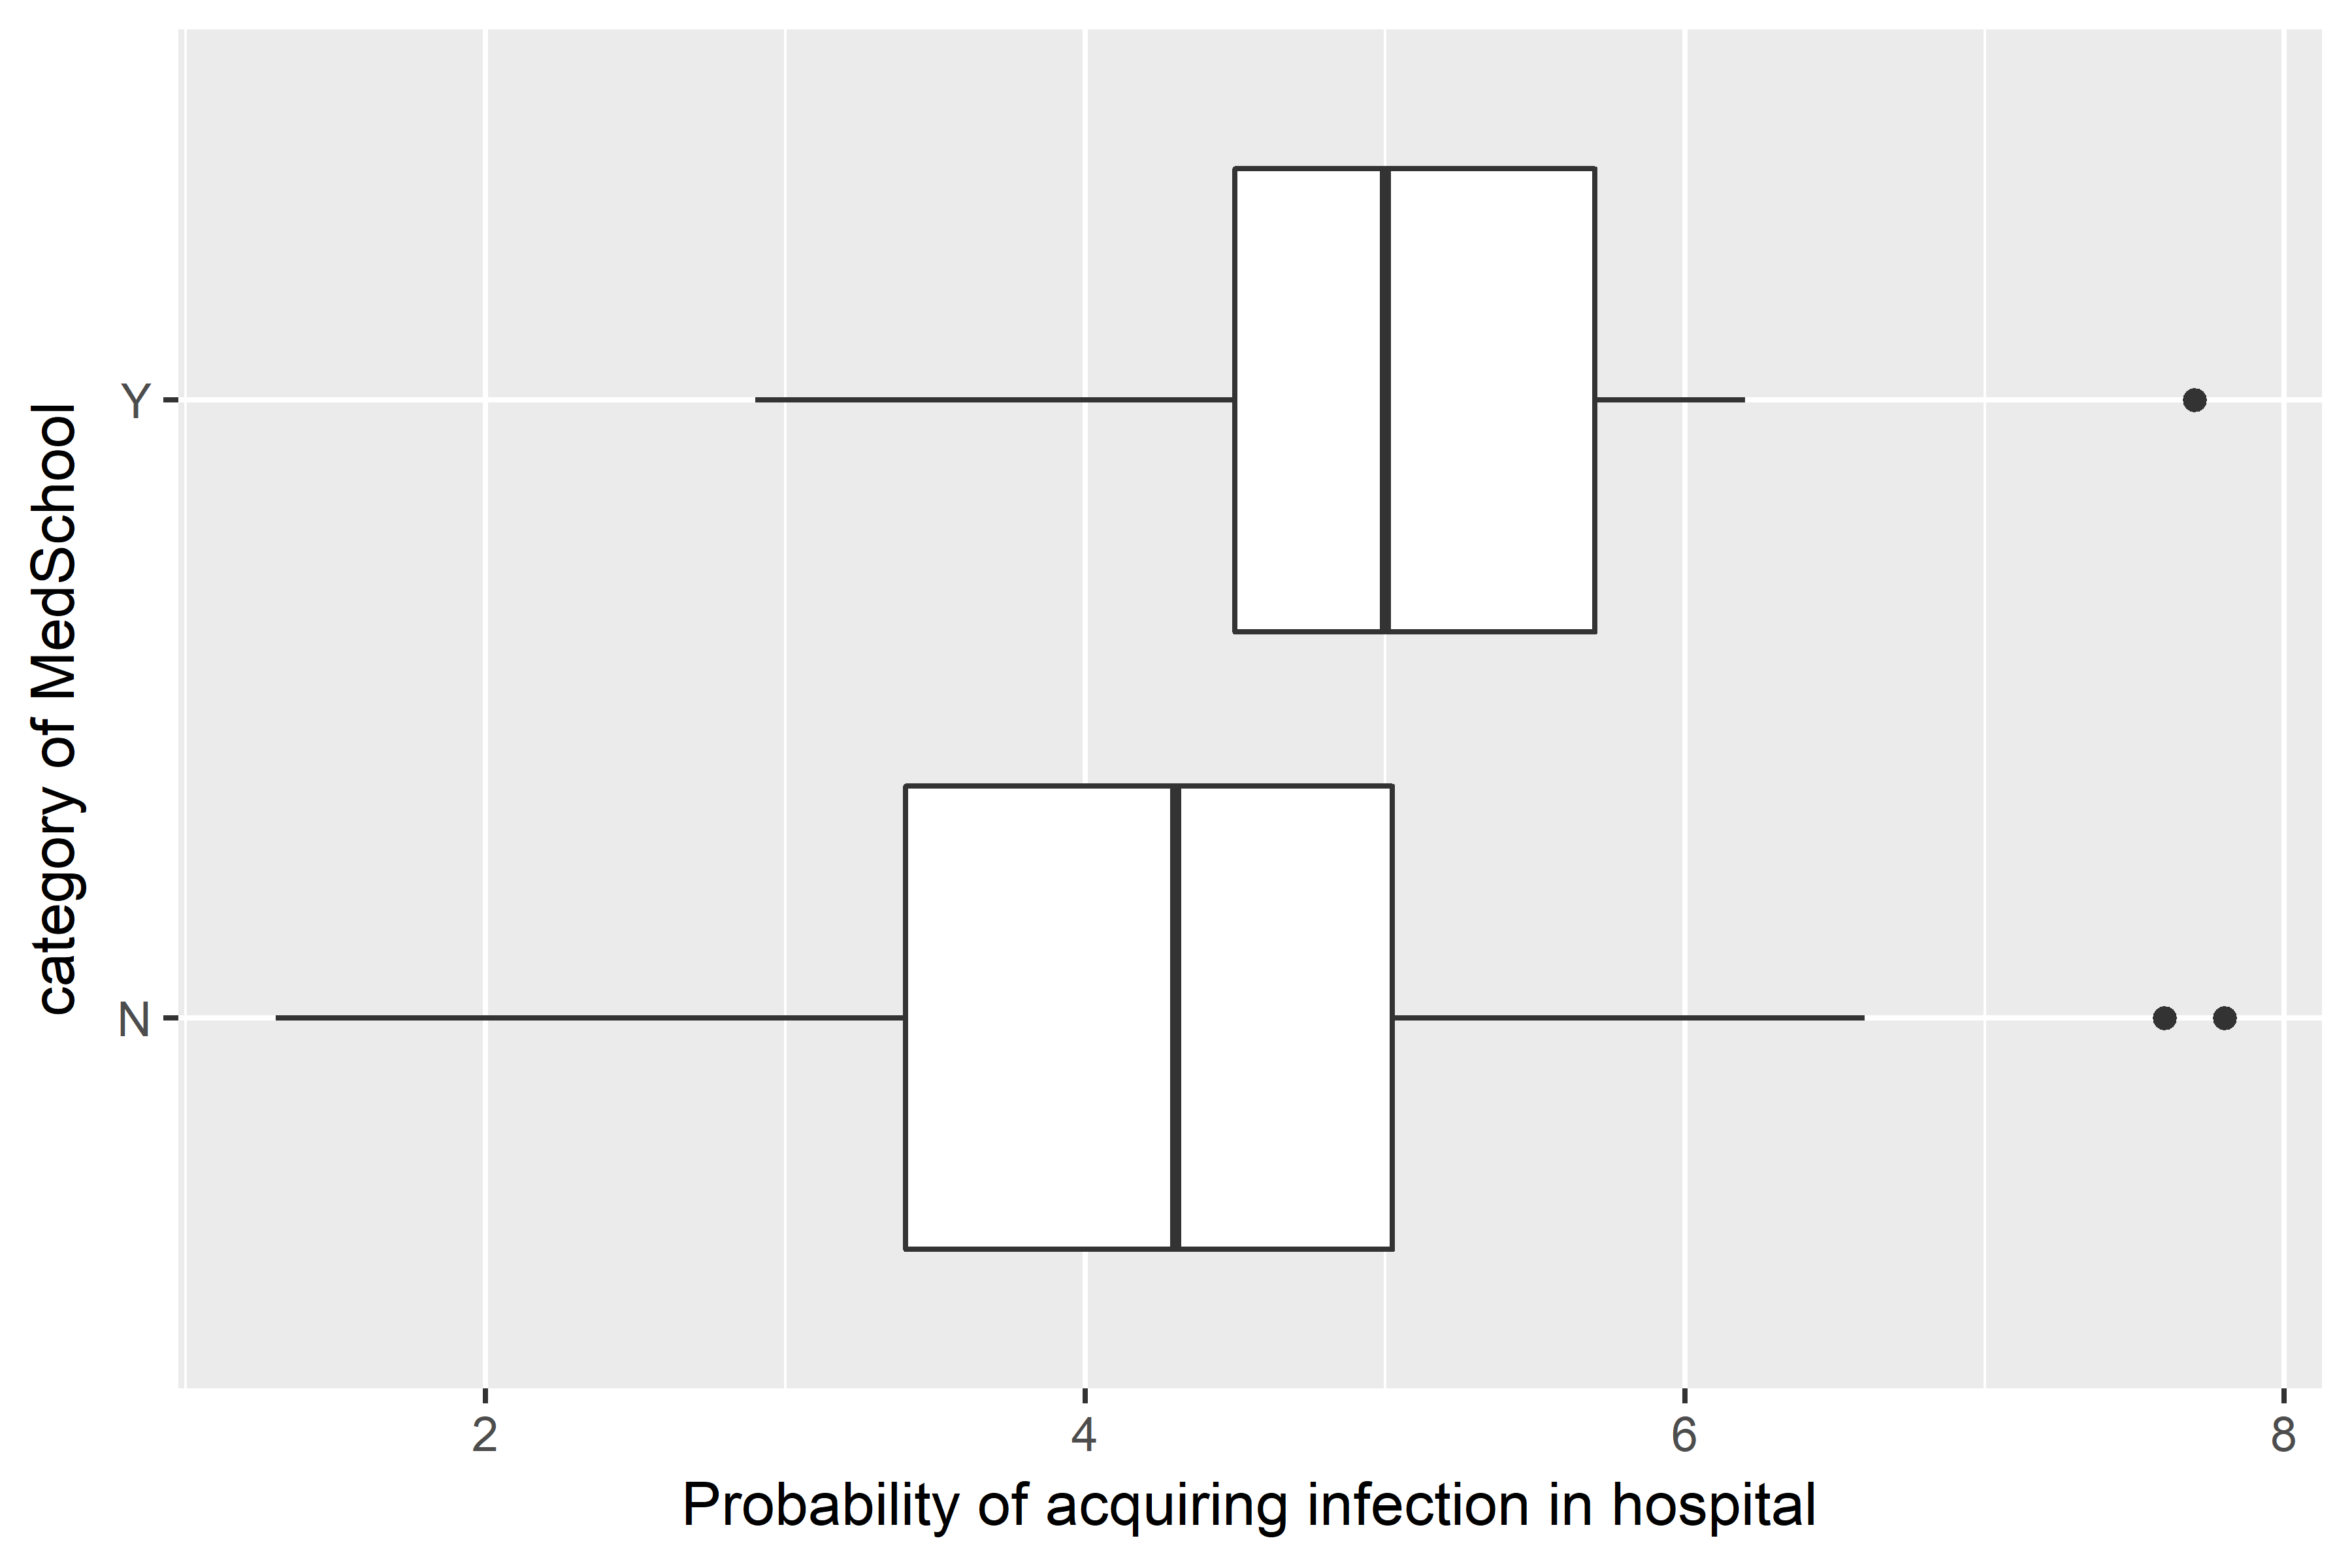 category of MedSchool
Y
N
2 4 6 8
Probability of acquiring infection in hospital